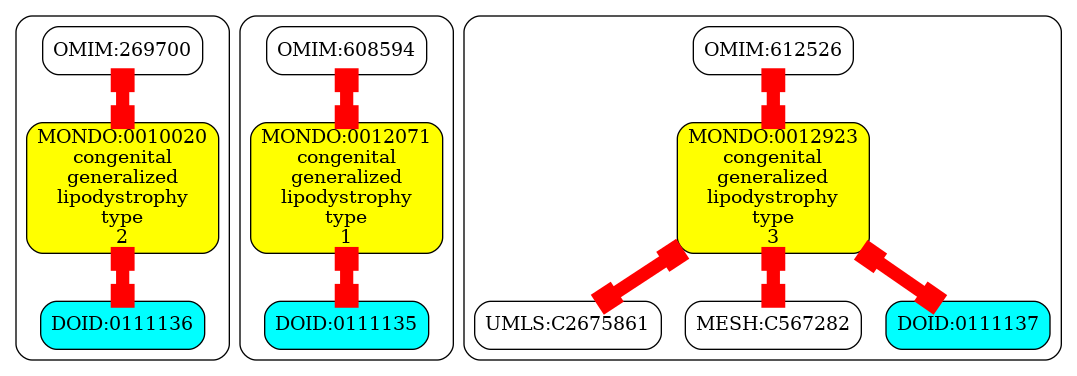 OMIM:269700
MONDO:0010020
congenital
generalized
lipodystrophy
type
2
DOID:0111136
OMIM:608594
MONDO:0012071
congenital
generalized
lipodystrophy
type
1
DOID:0111135
OMIM:612526
MONDO:0012923
congenital
generalized
lipodystrophy
type
3
UMLS:C2675861
MESH:C567282
DOID:0111137